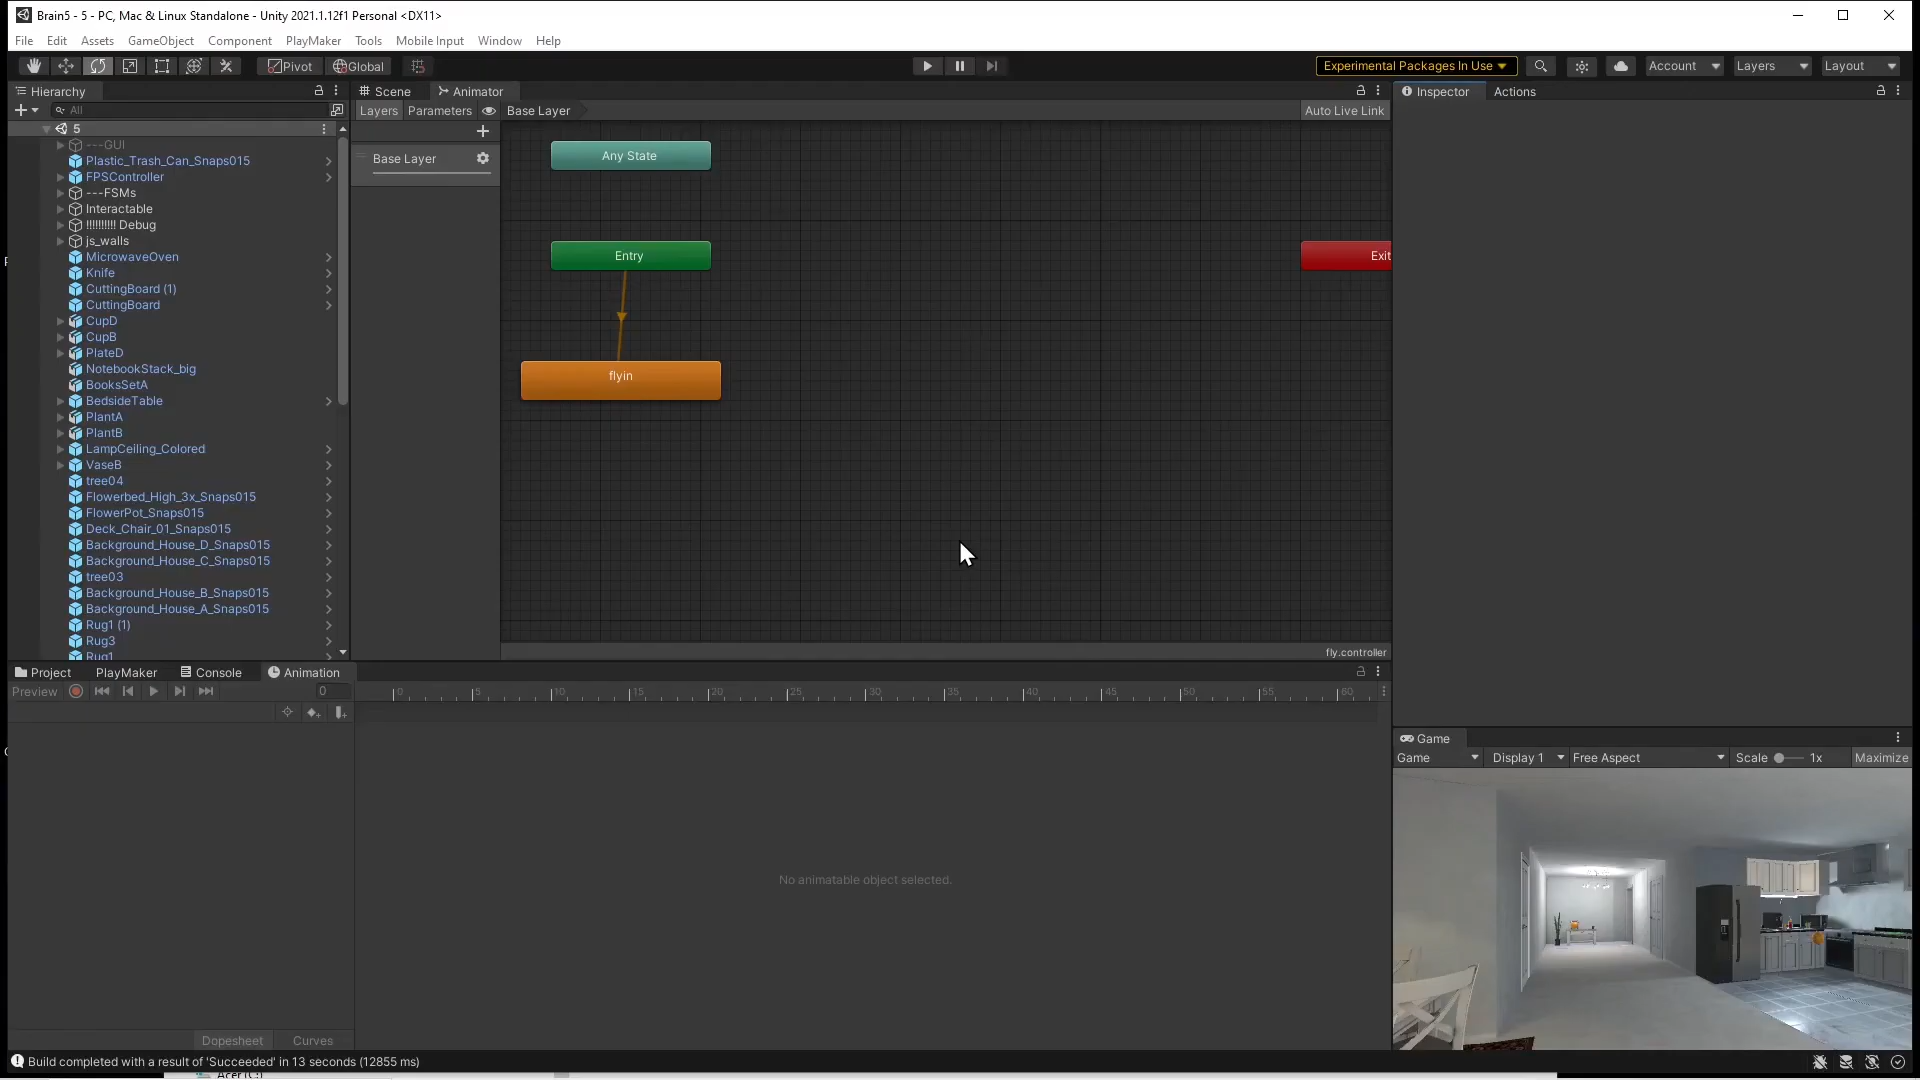 Brain5 - 5 - PC, Mac & Linux Standalone - Unity 2021.1.12f1 Personal <DX11>
File Edit Assets GameObject Component PlayMaker Tools Mobile Input Window Help
Pivot Global Experimental Packages In Use Account Layers Layout
Hierarchy Scene Animator Inspector Actions
All Layers Parameters Base Layer Auto Live Link
5
---GUI
Plastic_Trash_Can_Snaps015
FPSController
---FSMs
Interactable
!!!!!!!!!! Debug
js_walls
MicrowaveOven
Knife
CuttingBoard (1)
CuttingBoard
CupD
CupB
PlateD
NotebookStack_big
BooksSetA
BedsideTable
PlantA
PlantB
LampCeiling_Colored
VaseB
tree04
Flowerbed_High_3x_Snaps015
FlowerPot_Snaps015
Deck_Chair_01_Snaps015
Background_House_D_Snaps015
Background_House_C_Snaps015
tree03
Background_House_B_Snaps015
Background_House_A_Snaps015
Rug1 (1)
Rug3
Rug1
Base Layer
Any State
Entry
Exit
flyin
fly.controller
Project PlayMaker Console Animation
Preview 0 0 5 10 15 20 25 30 35 40 45 50 55 60
No animatable object selected.
Dopesheet Curves
Game
Game Display 1 Free Aspect Scale 1x Maximize
Build completed with a result of 'Succeeded' in 13 seconds (12855 ms)
Acer (C:)